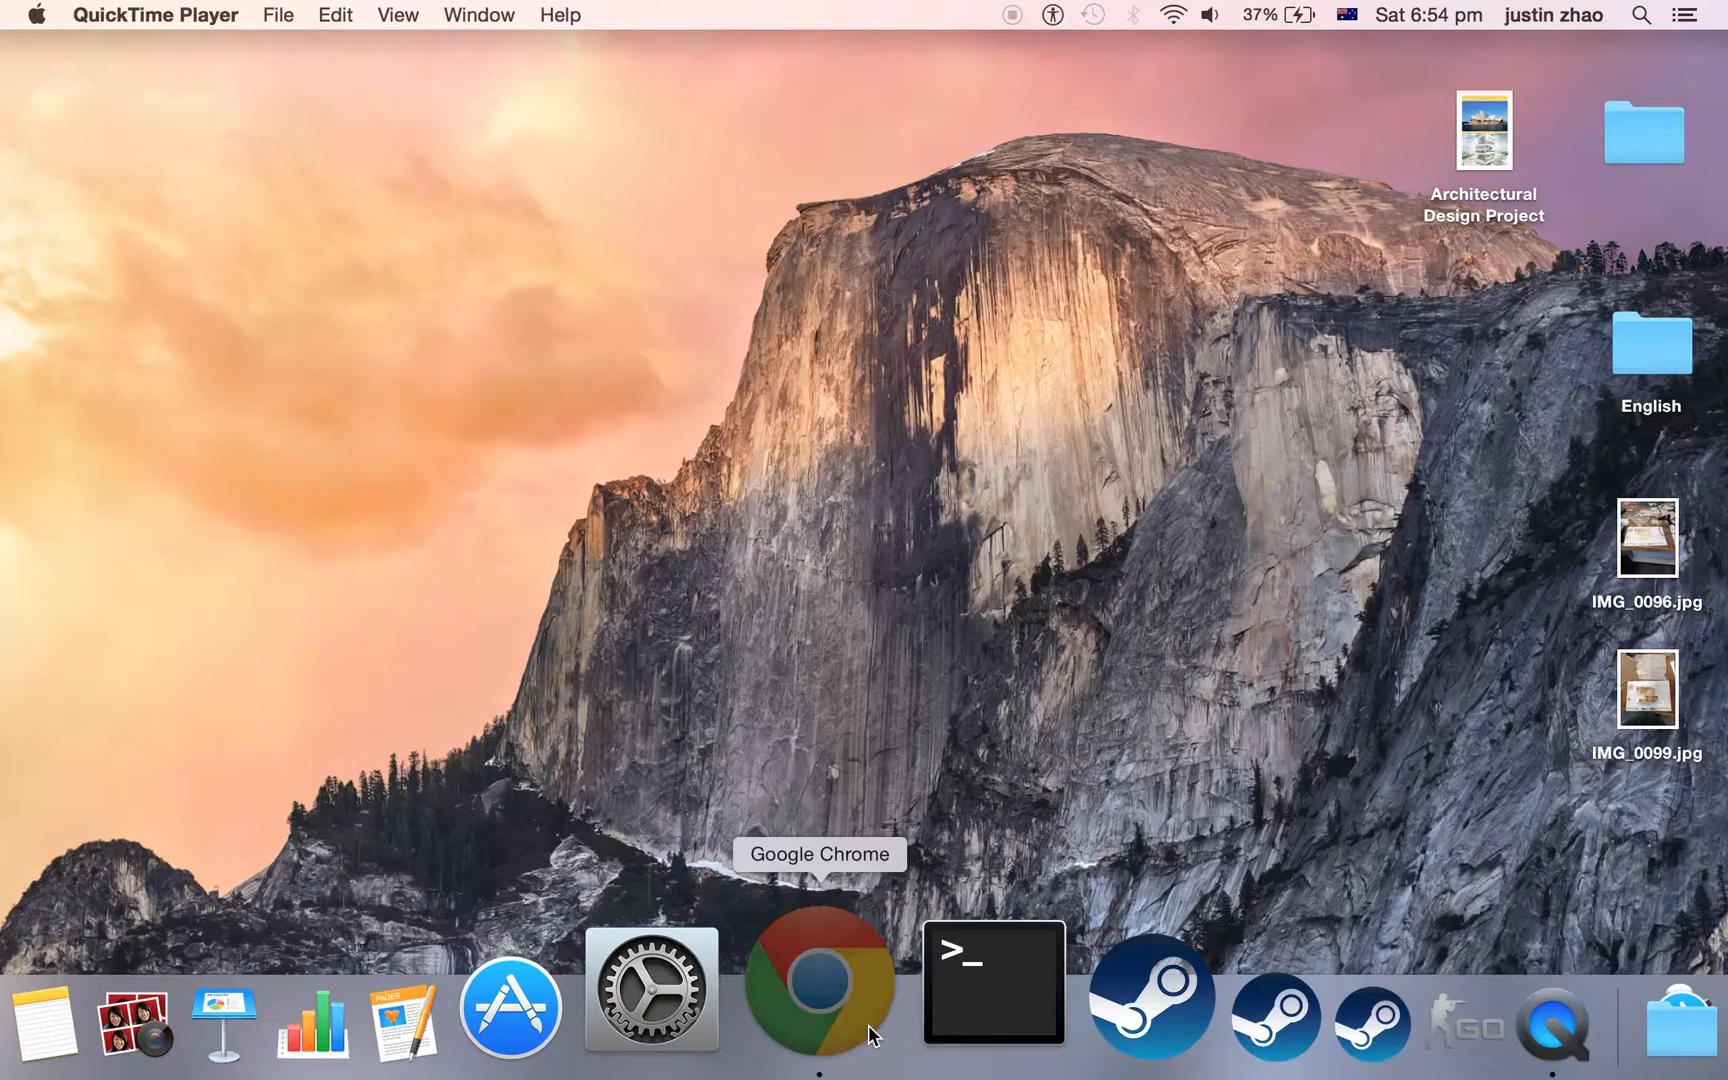 QuickTime Player File Edit View Window Help 37% Sat 6:54 pm justin zhao
Architectural
Design Project
English
IMG_0096.jpg
IMG_0099.jpg
Google Chrome
>_
PAGES
GO